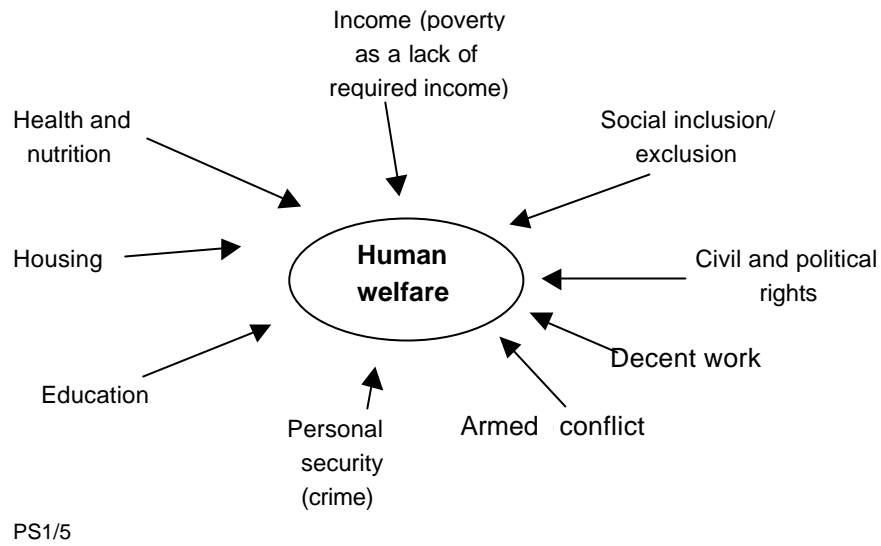 Income (poverty
as a lack of
required income)
Health and
nutrition
Social inclusion/
exclusion
Human
welfare
Housing
Civil and political
rights
Decent work
Education
Armed conflict
Personal
security
(crime)
PS1/5